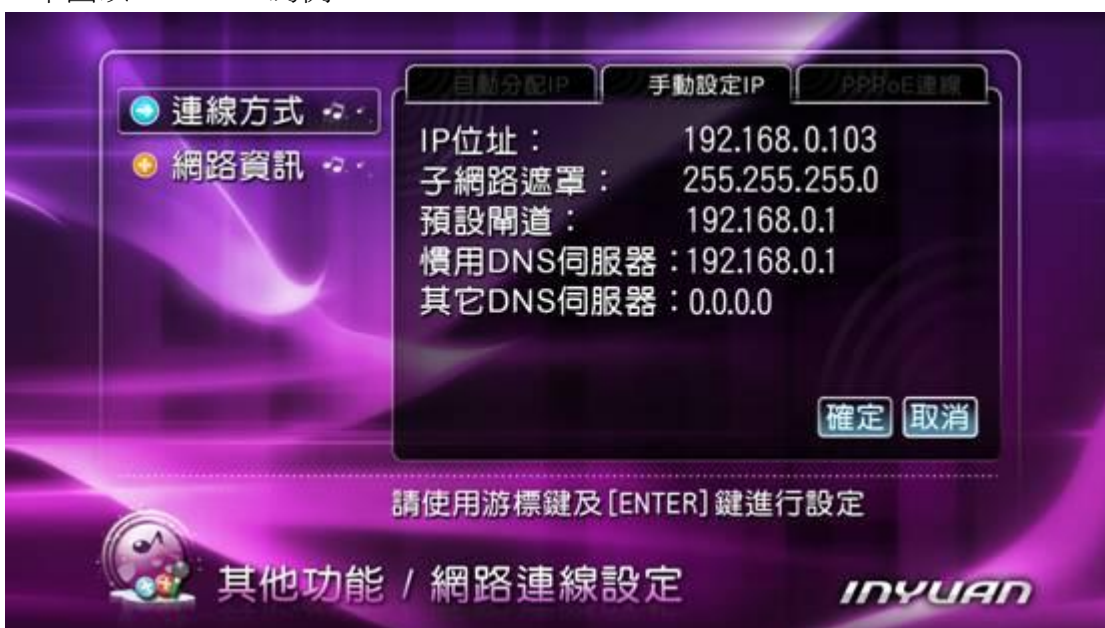 自動分配IP 手動設定IP PPPoE連線
連線方式
網路資訊
IP位址： 192.168.0.103
子網路遮罩： 255.255.255.0
預設閘道： 192.168.0.1
慣用DNS伺服器：192.168.0.1
其它DNS伺服器：0.0.0.0
確定 取消
請使用游標鍵及[ENTER]鍵進行設定
其他功能 / 網路連線設定
INYUAN